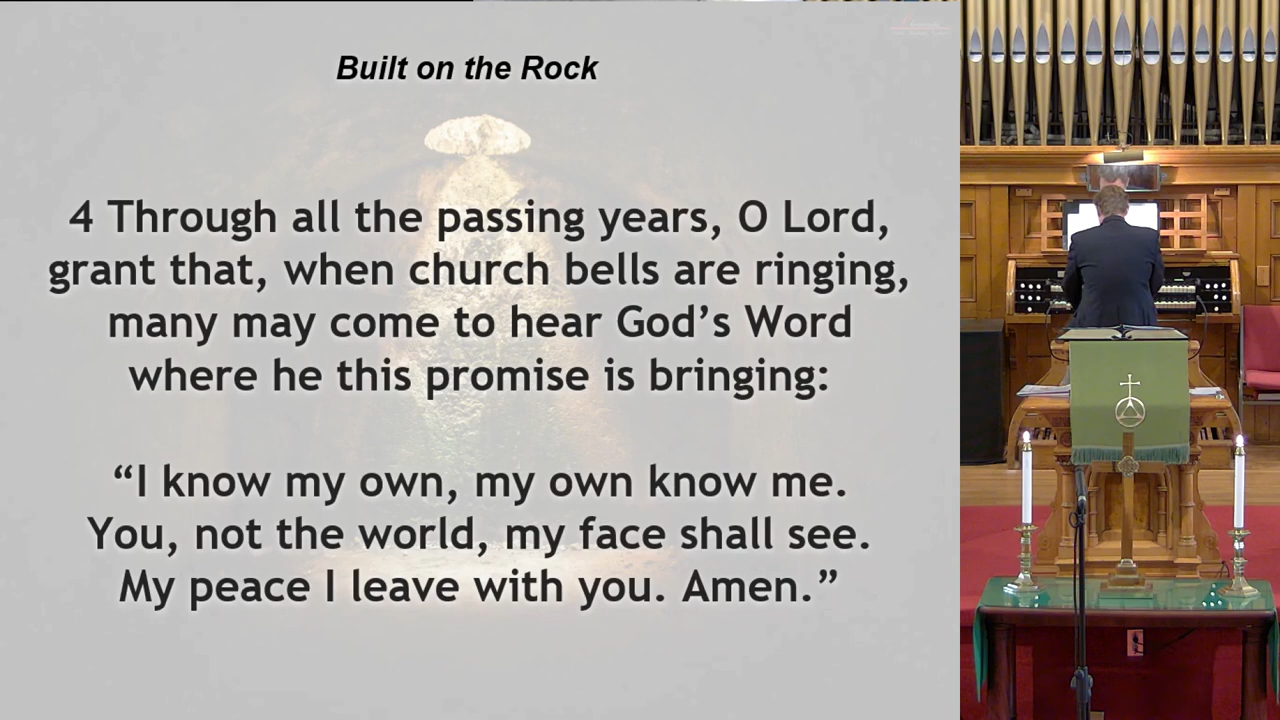 Built on the Rock
4 Through all the passing years, O Lord,
grant that, when church bells are ringing,
many may come to hear God’s Word
where he this promise is bringing:
“I know my own, my own know me.
You, not the world, my face shall see.
My peace I leave with you. Amen.”